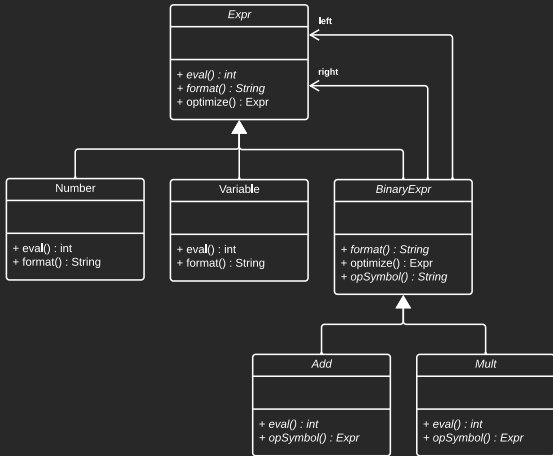 Expr
left
+ eval() : int
+ format() : String
+ optimize() : Expr
right
Number
+ eval() : int
+ format() : String
Variable
+ eval() : int
+ format() : String
BinaryExpr
+ format() : String
+ optimize() : Expr
+ opSymbol() : String
Add
+ eval() : int
+ opSymbol() : Expr
Mult
+ eval() : int
+ opSymbol() : Expr